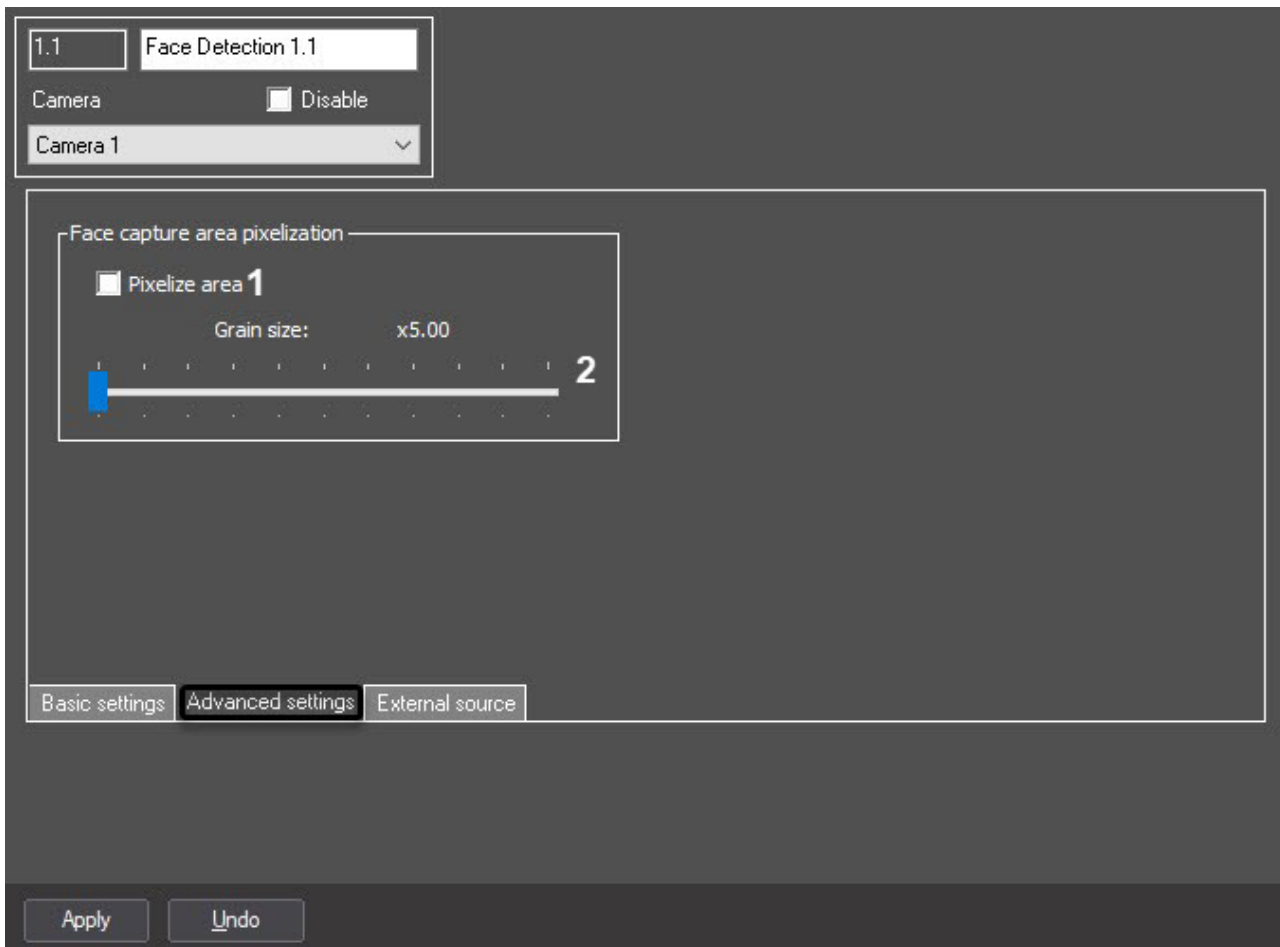 1.1 Face Detection 1.1
Camera Disable
Camera 1
Face capture area pixelization
Pixelize area 1
Grain size: x5.00
2
Basic settings Advanced settings External source
Apply Undo